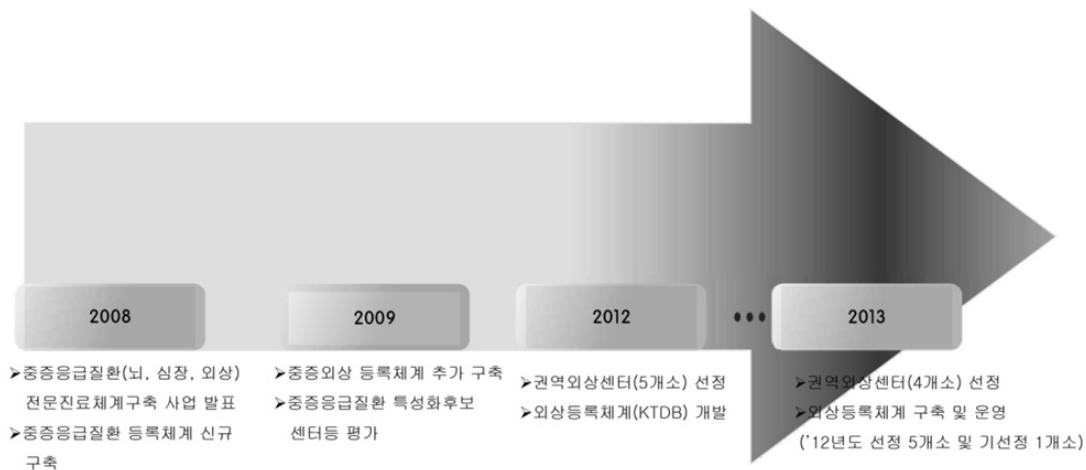 2008
➤중증응급질환(뇌, 심장, 외상)
전문진료체계구축 사업 발표
➤중증응급질환 등록체계 신규
구축
2009
➤중증외상 등록체계 추가 구축
➤중증응급질환 특성화후보
센터등 평가
2012
➤권역외상센터(5개소) 선정
➤외상등록체계(KTDB) 개발
•••
2013
➤권역외상센터(4개소) 선정
➤외상등록체계 구축 및 운영
('12년도 선정 5개소 및 기선정 1개소)